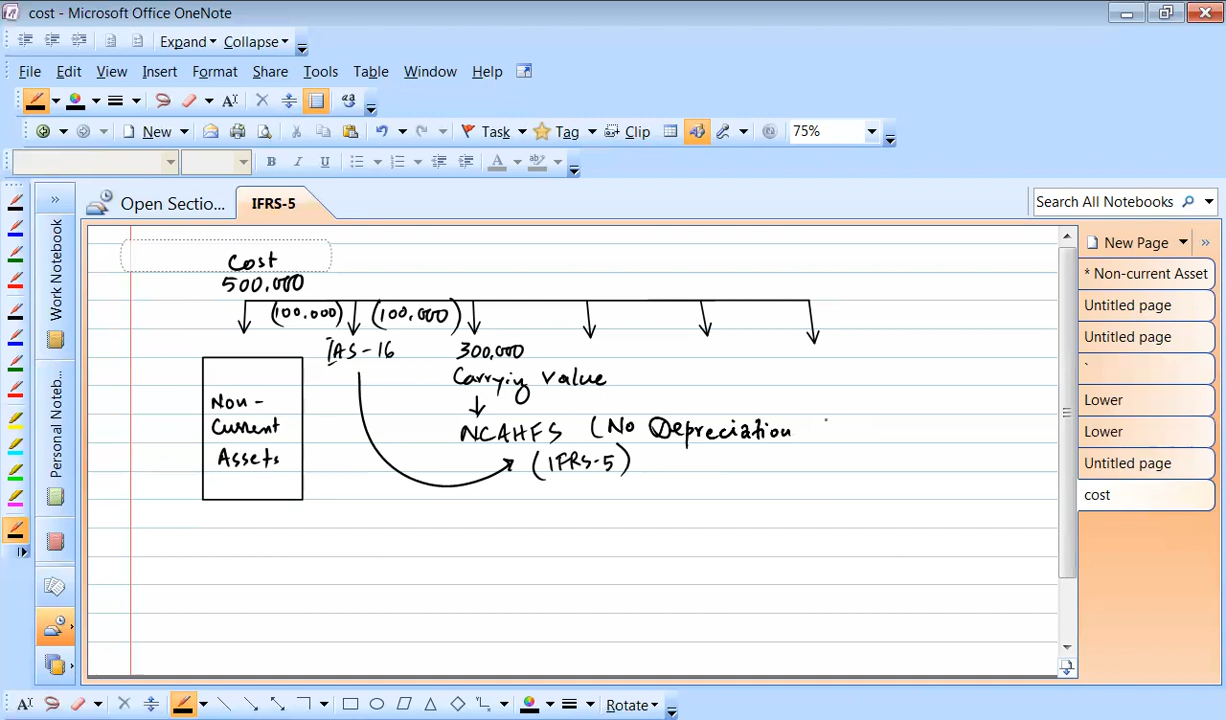 cost - Microsoft Office OneNote
Expand Collapse
File Edit View Insert Format Share Tools Table Window Help
New Task Tag Clip 75%
B I U A ab
Open Sectio... IFRS-5 Search All Notebooks
New Page
* Non-current Asset
Untitled page
Untitled page
`
Lower
Lower
Untitled page
cost
Work Notebook
Personal Noteb...
Cost
500,000
(100,000) (100,000)
IAS-16 300,000
Carrying value
Non-
Current
Assets
NCAHFS (No Depreciation
(IFRS-5)
Rotate